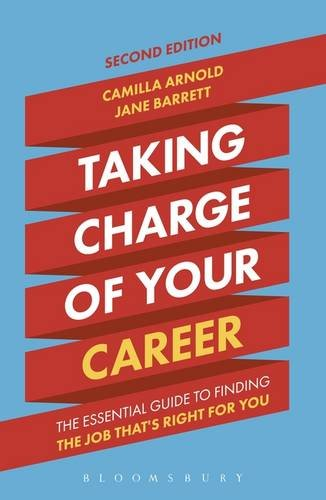 SECOND EDITION
CAMILLA ARNOLD
JANE BARRETT
TAKING
CHARGE
OF YOUR
CAREER
THE ESSENTIAL GUIDE TO FINDING
THE JOB THAT'S RIGHT FOR YOU
BLOOMSBURY